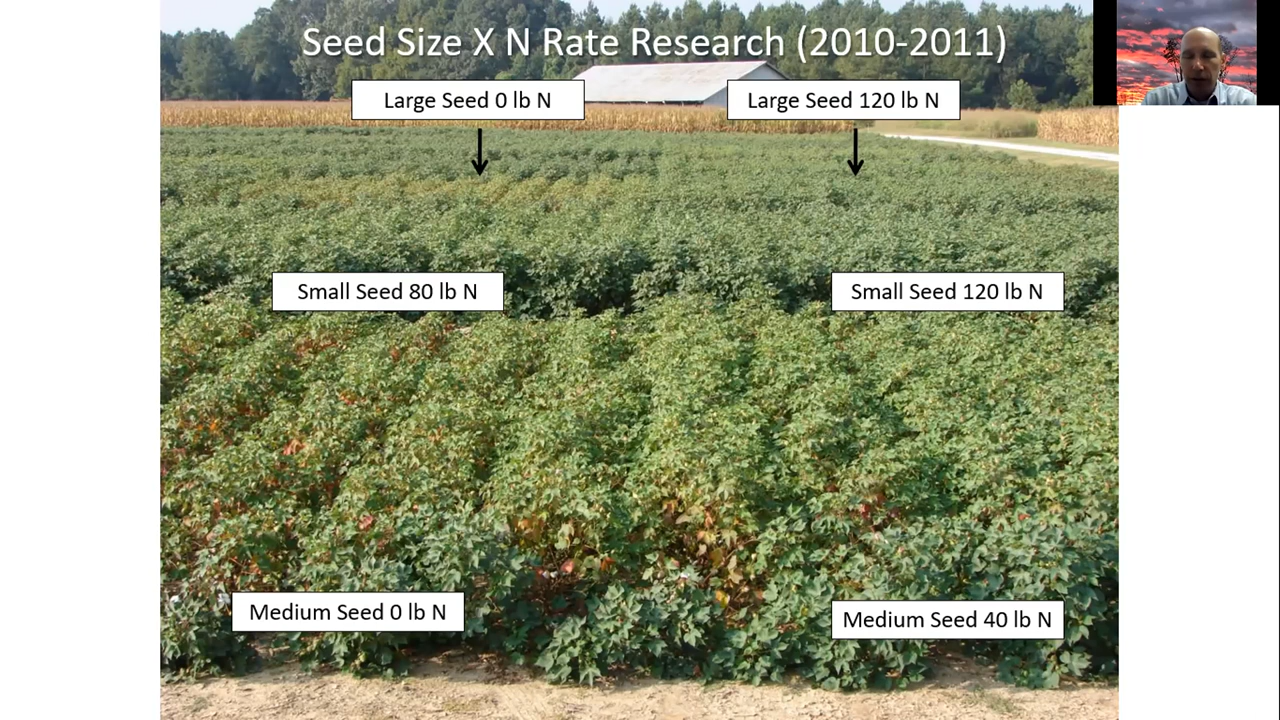 Seed Size X N Rate Research (2010-2011)
Large Seed 0 lb N
Large Seed 120 lb N
Small Seed 80 lb N
Small Seed 120 lb N
Medium Seed 0 lb N
Medium Seed 40 lb N